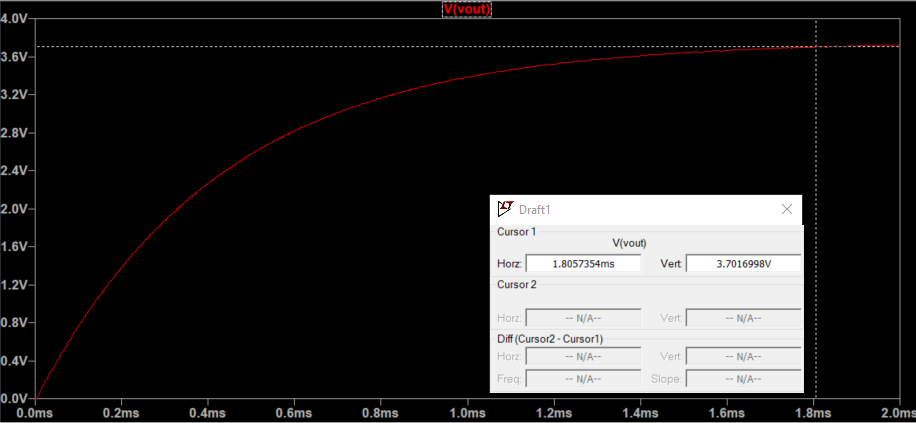 V(vout)
4.0V
3.6V
3.2V
2.8V
2.4V
2.0V
1.6V
1.2V
0.8V
0.4V
0.0V
0.0ms 0.2ms 0.4ms 0.6ms 0.8ms 1.0ms 1.2ms 1.4ms 1.6ms 1.8ms 2.0ms
Draft1
Cursor 1
V(vout)
Horz: 1.8057354ms Vert: 3.7016998V
Cursor 2
Horz: -- N/A-- Vert: -- N/A--
Diff (Cursor2 - Cursor1)
Horz: -- N/A-- Vert: -- N/A--
Freq: -- N/A-- Slope: -- N/A--